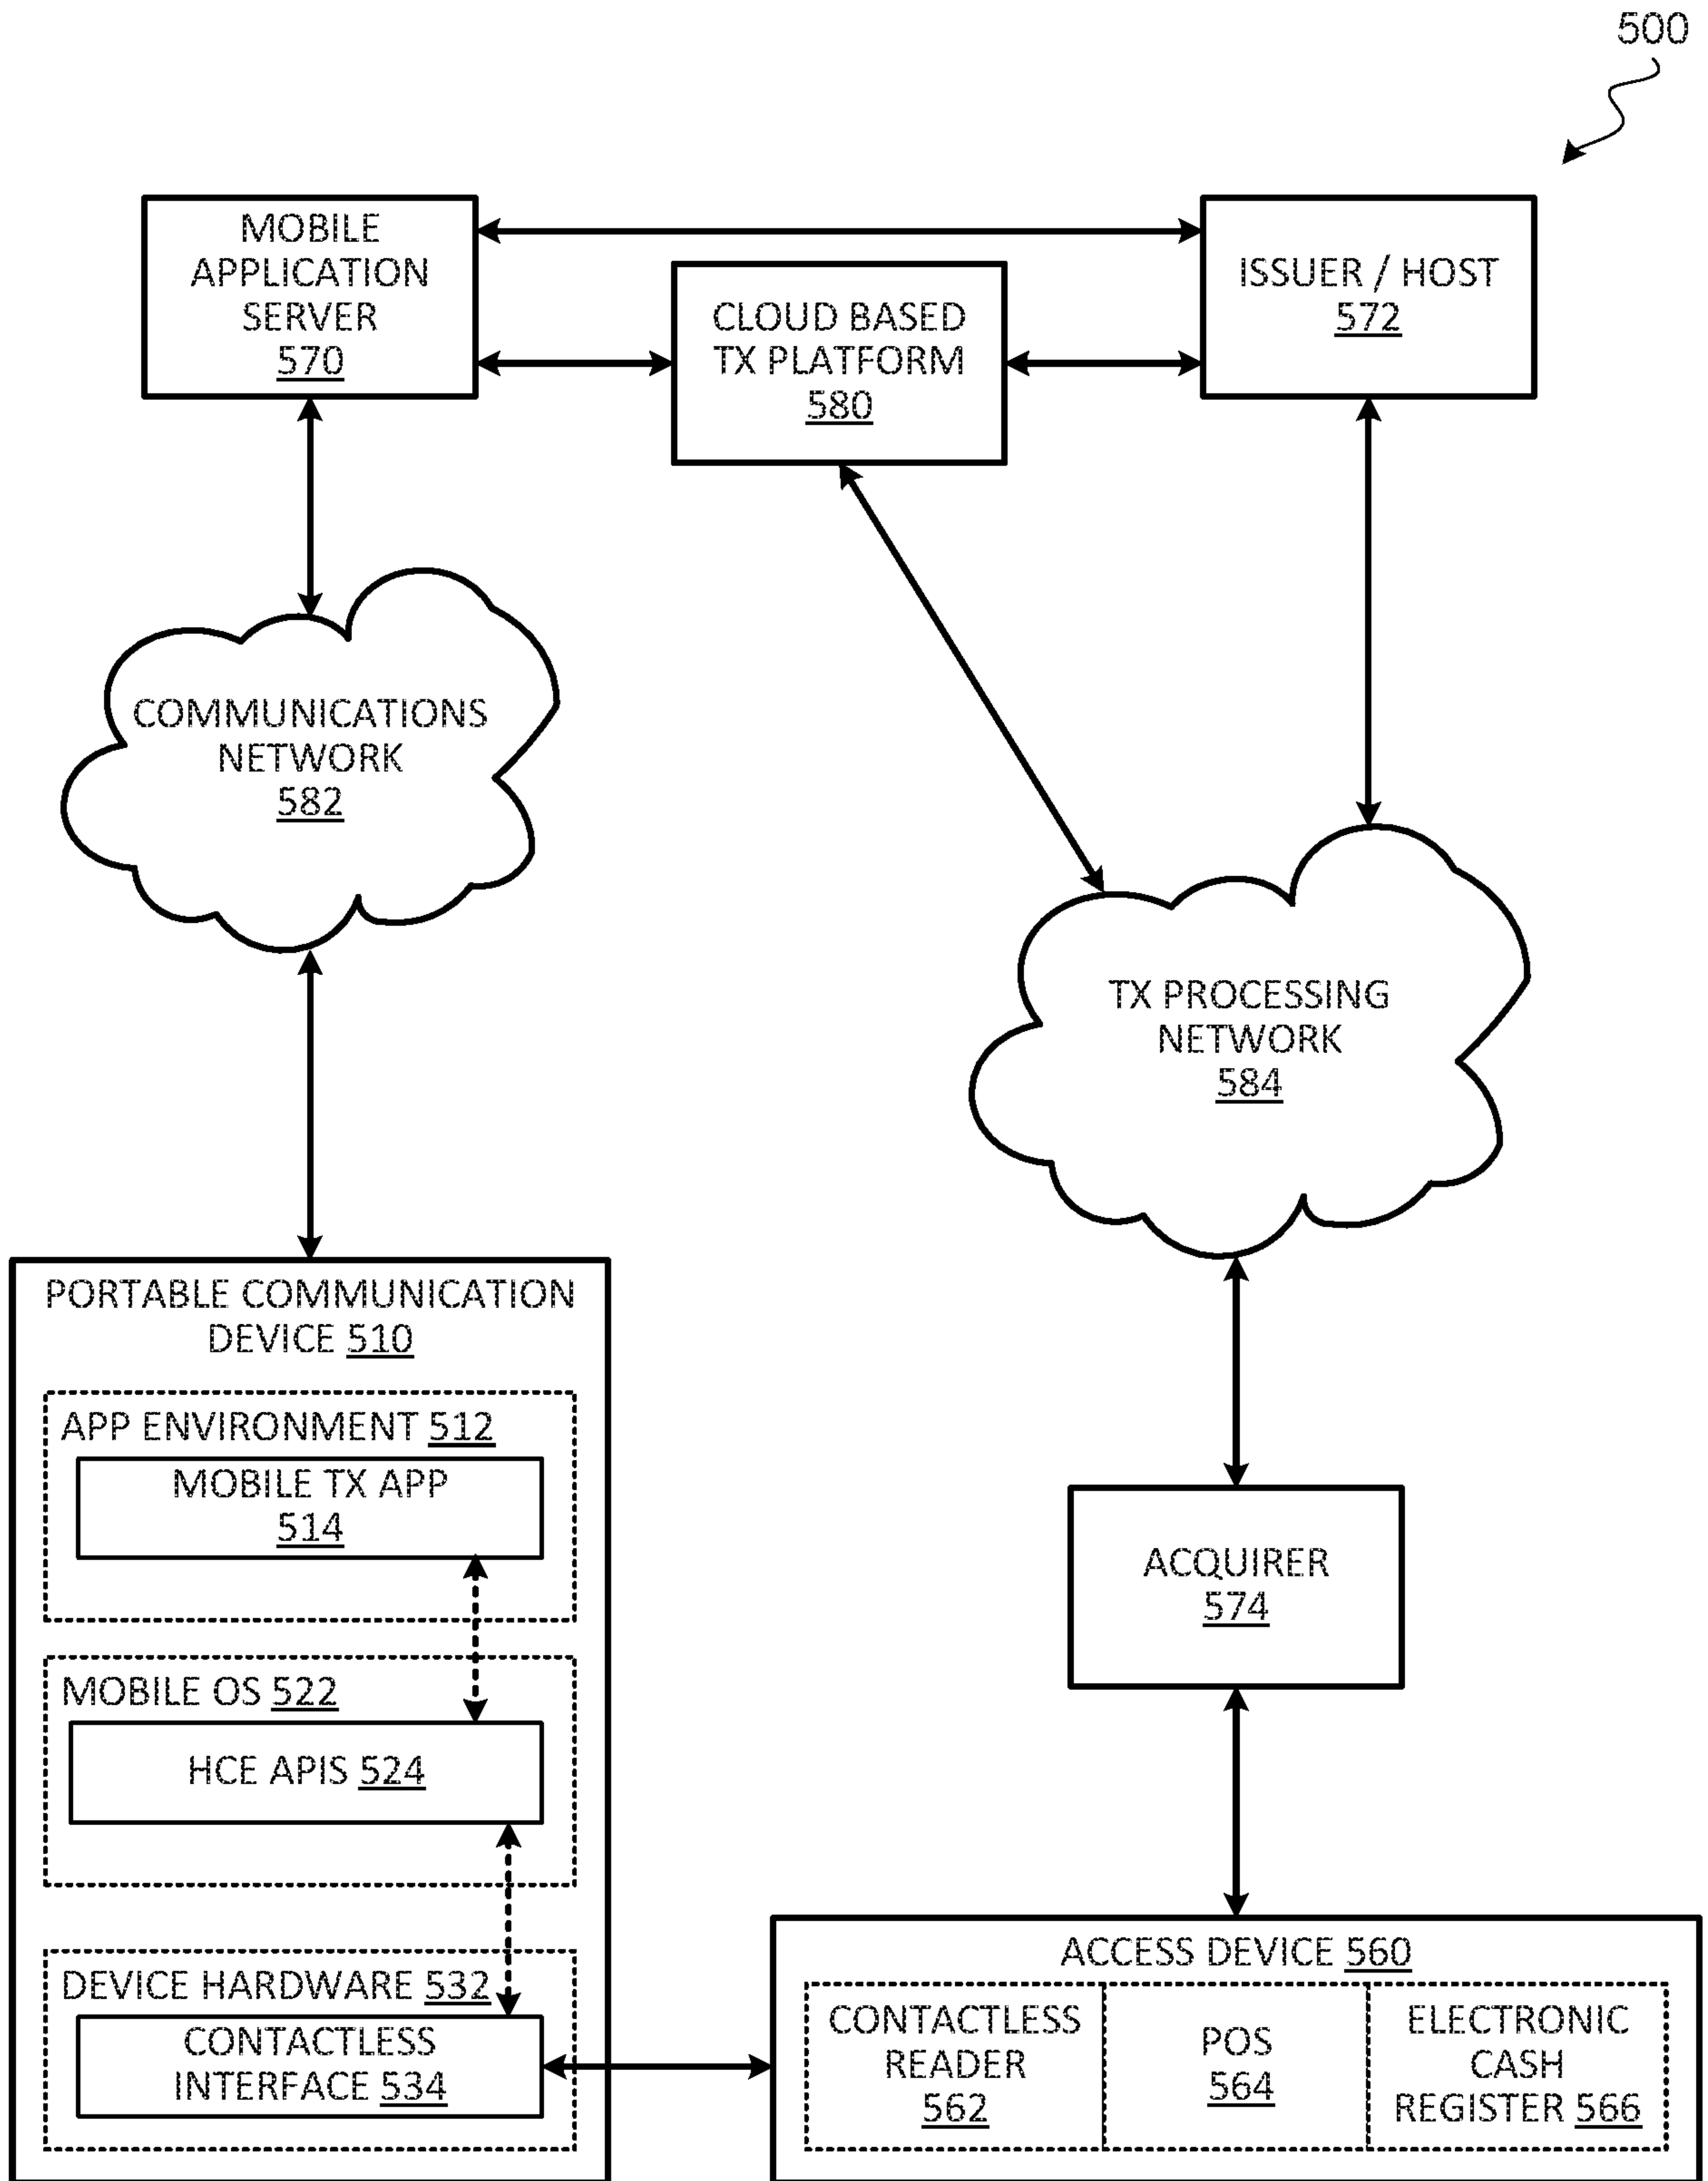 500
MOBILE
APPLICATION
SERVER
570
CLOUD BASED
TX PLATFORM
580
ISSUER / HOST
572
COMMUNICATIONS
NETWORK
582
TX PROCESSING
NETWORK
584
PORTABLE COMMUNICATION
DEVICE 510
APP ENVIRONMENT 512
MOBILE TX APP
514
MOBILE OS 522
HCE APIS 524
DEVICE HARDWARE 532
CONTACTLESS
INTERFACE 534
ACQUIRER
574
ACCESS DEVICE 560
CONTACTLESS
READER
562
POS
564
ELECTRONIC
CASH
REGISTER 566